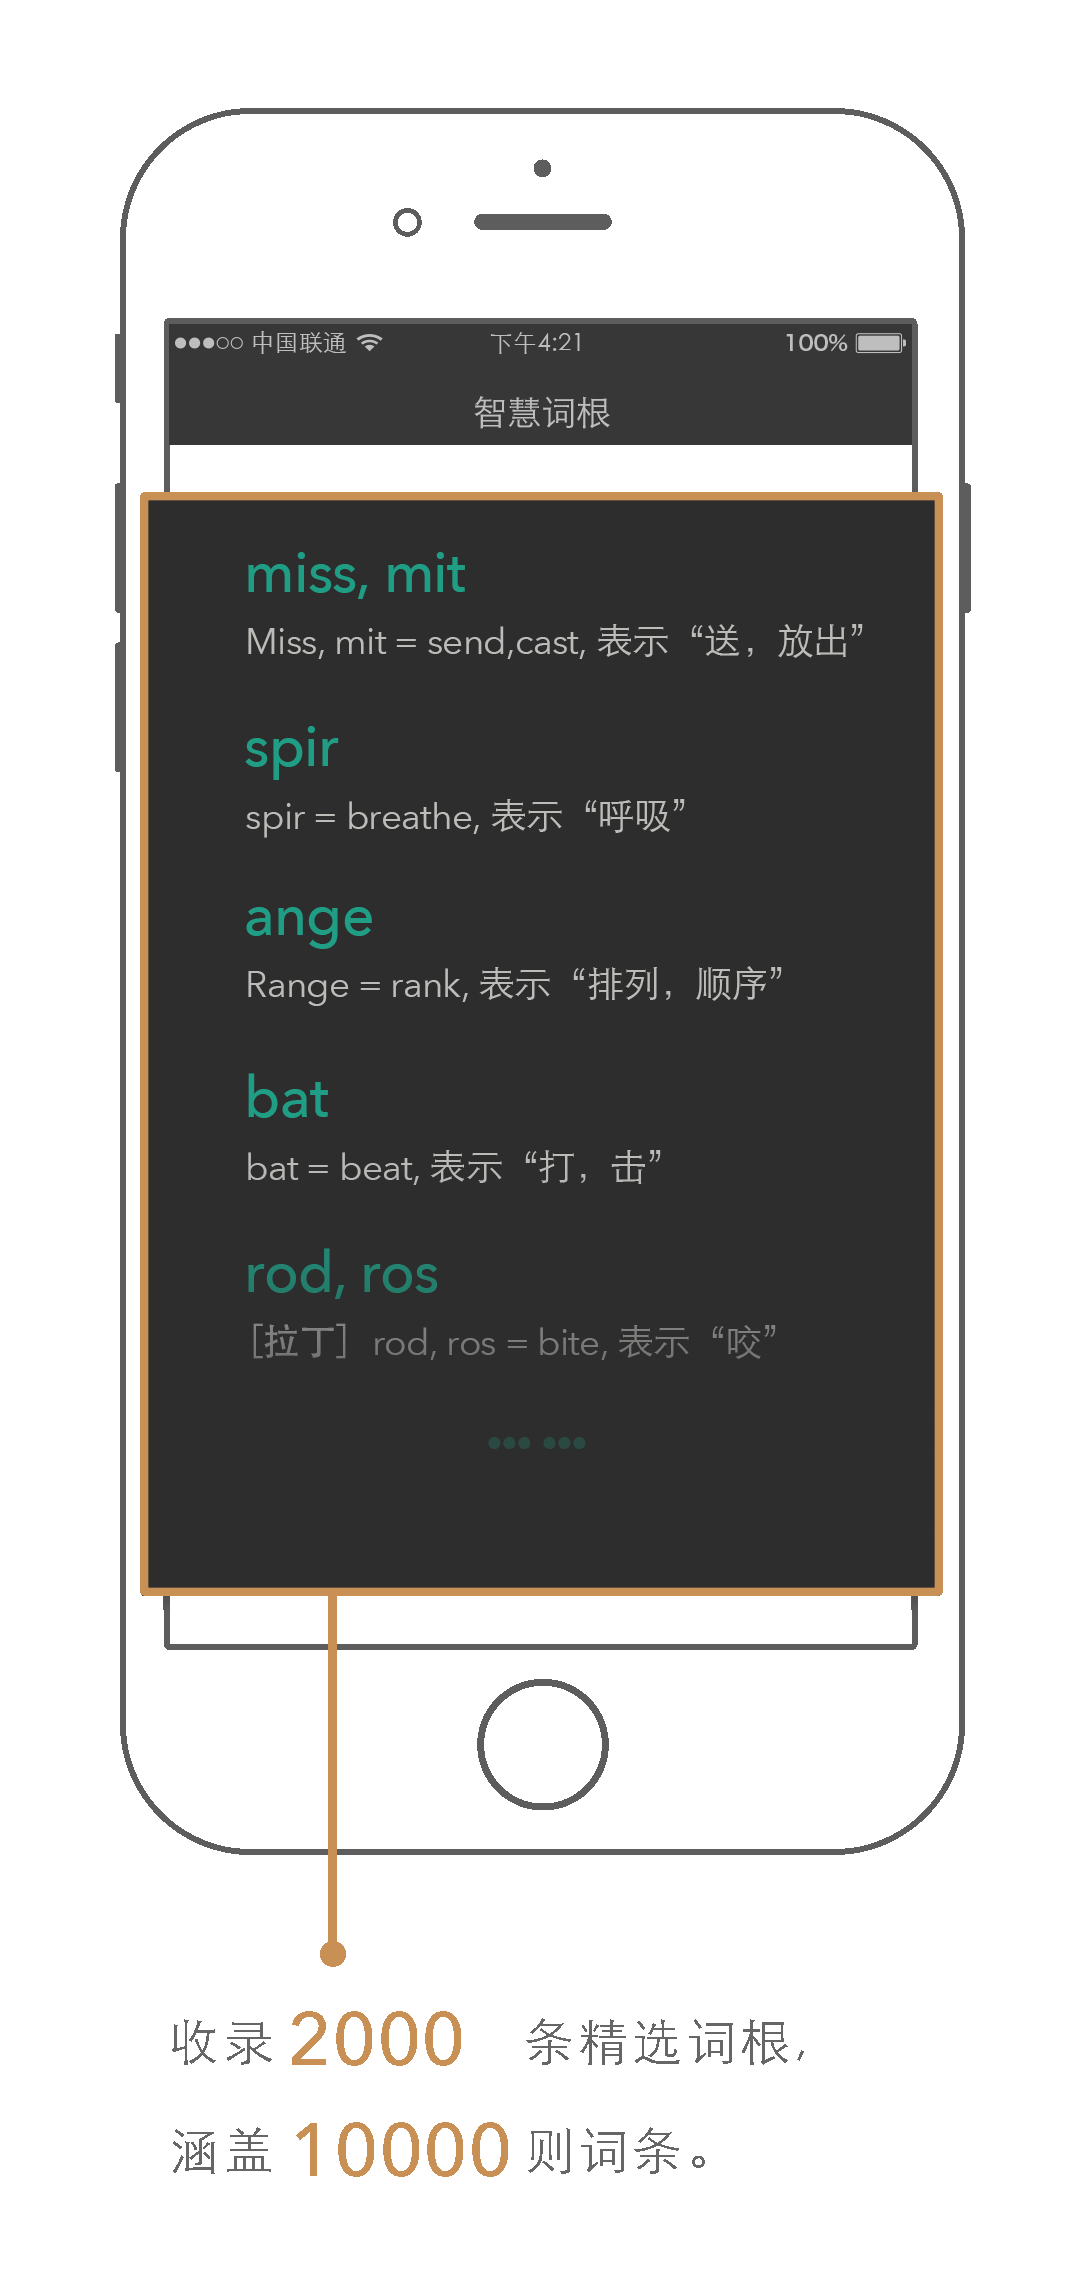 中国联通 下午4:21 100%
智慧词根
miss, mit
Miss, mit = send,cast, 表示“送，放出”
spir
spir = breathe, 表示“呼吸”
ange
Range = rank, 表示“排列，顺序”
bat
bat = beat, 表示“打，击”
rod, ros
[拉丁] rod, ros = bite, 表示“咬”
••• •••
收录 2000 条精选词根,
涵盖 10000 则词条。